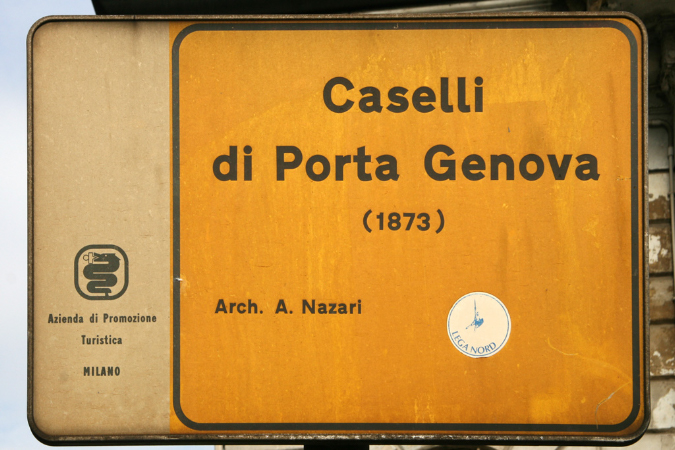 Caselli
di Porta Genova
(1873)
Arch. A. Nazari
LEGA NORD
Azienda di Promozione
Turistica
MILANO